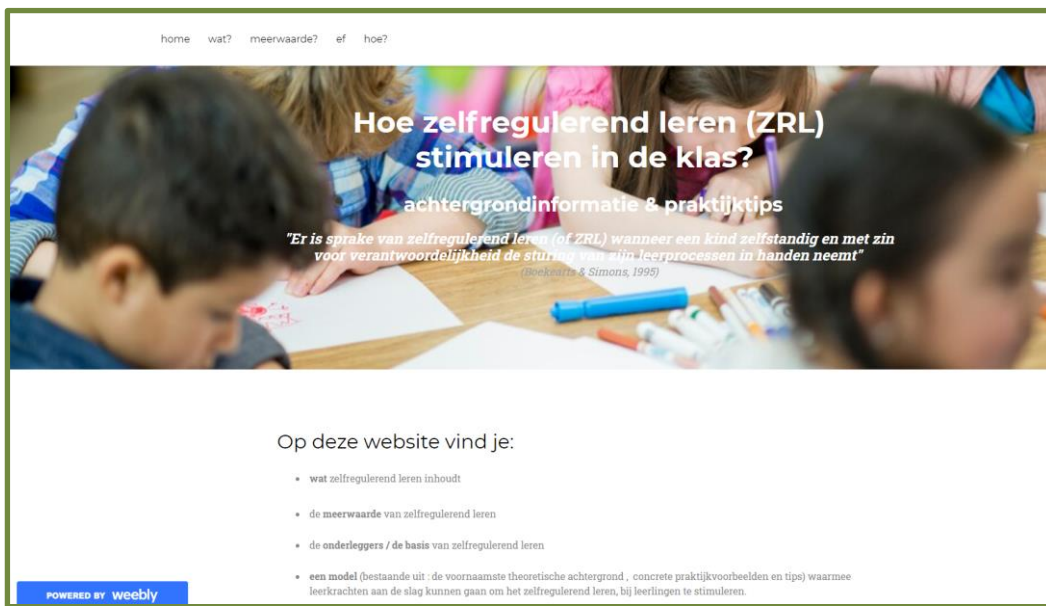 home wat? meerwaarde? ef hoe?
Hoe zelfregulerend leren (ZRL)
stimuleren in de klas?
achtergrondinformatie & praktijktips
"Er is sprake van zelfregulerend leren (of ZRL) wanneer een kind zelfstandig en met zin
voor verantwoordelijkheid de sturing van zijn leerprocessen in handen neemt"
(Boekearts & Simons, 1995)
Op deze website vind je:
• wat zelfregulerend leren inhoudt
• de meerwaarde van zelfregulerend leren
• de onderleggers / de basis van zelfregulerend leren
• een model (bestaande uit : de voornaamste theoretische achtergrond , concrete praktijkvoorbeelden en tips) waarmee
leerkrachten aan de slag kunnen gaan om het zelfregulerend leren, bij leerlingen te stimuleren.
POWERED BY weebly